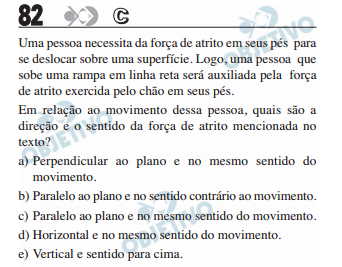 82 C
OBJETIVO
Uma pessoa necessita da força de atrito em seus pés para
se deslocar sobre uma superfície. Logo, uma pessoa que
sobe uma rampa em linha reta será auxiliada pela força
de atrito exercida pelo chão em seus pés.
Em relação ao movimento dessa pessoa, quais são a
direção e o sentido da força de atrito mencionada no
texto?
OBJETIVO
a) Perpendicular ao plano e no mesmo sentido do
movimento.
b) Paralelo ao plano e no sentido contrário ao movimento.
c) Paralelo ao plano e no mesmo sentido do movimento.
d) Horizontal e no mesmo sentido do movimento.
OBJETIVO
e) Vertical e sentido para cima.